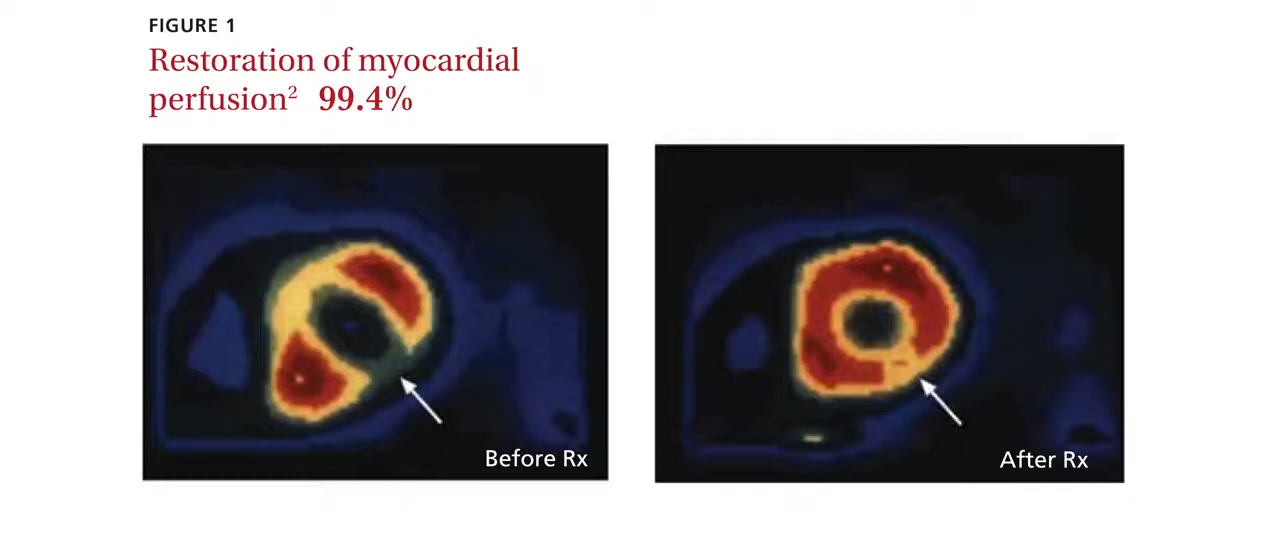 FIGURE 1
Restoration of myocardial
perfusion² 99.4%
Before Rx
After Rx